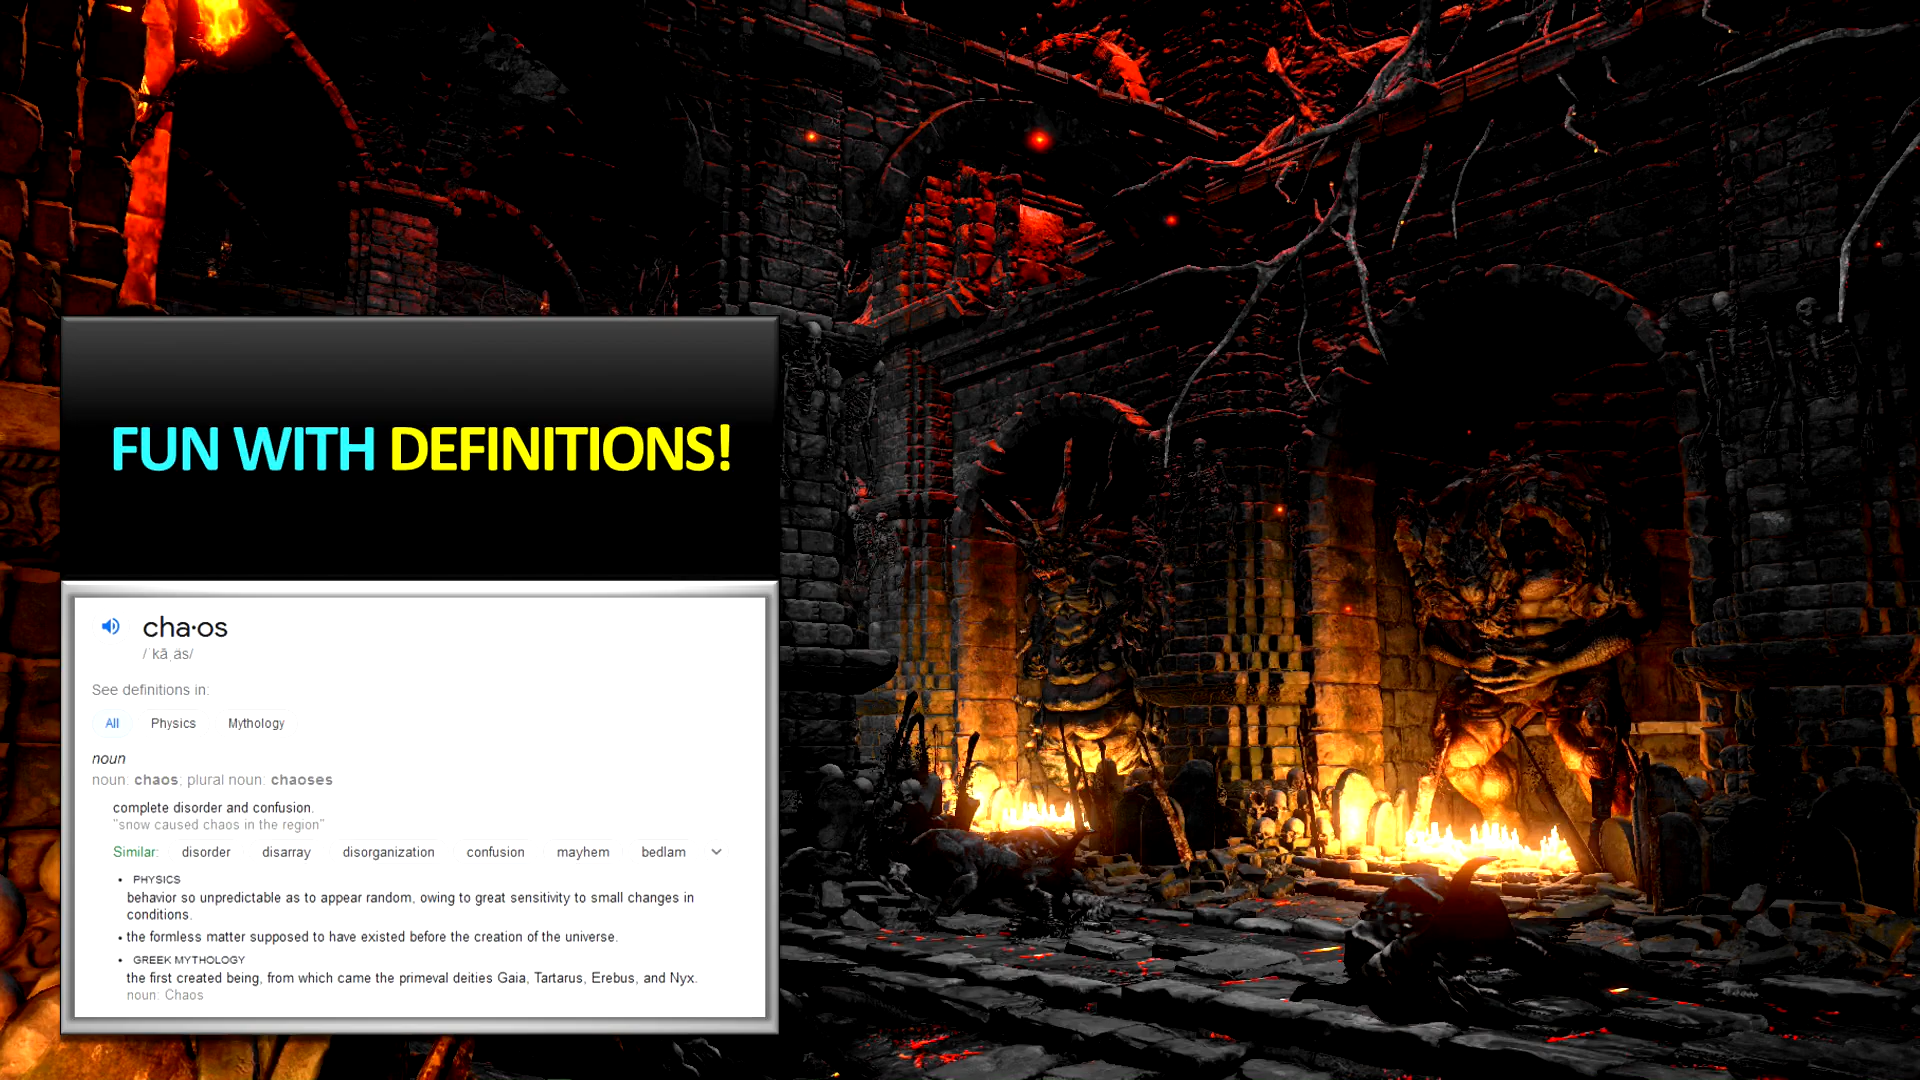 FUN WITH DEFINITIONS!
cha·os
/ˈkāˌäs/
See definitions in:
All Physics Mythology
noun
noun: chaos; plural noun: chaoses
complete disorder and confusion.
"snow caused chaos in the region"
Similar: disorder disarray disorganization confusion mayhem bedlam
• PHYSICS
behavior so unpredictable as to appear random, owing to great sensitivity to small changes in
conditions.
• the formless matter supposed to have existed before the creation of the universe.
• GREEK MYTHOLOGY
the first created being, from which came the primeval deities Gaia, Tartarus, Erebus, and Nyx.
noun: Chaos